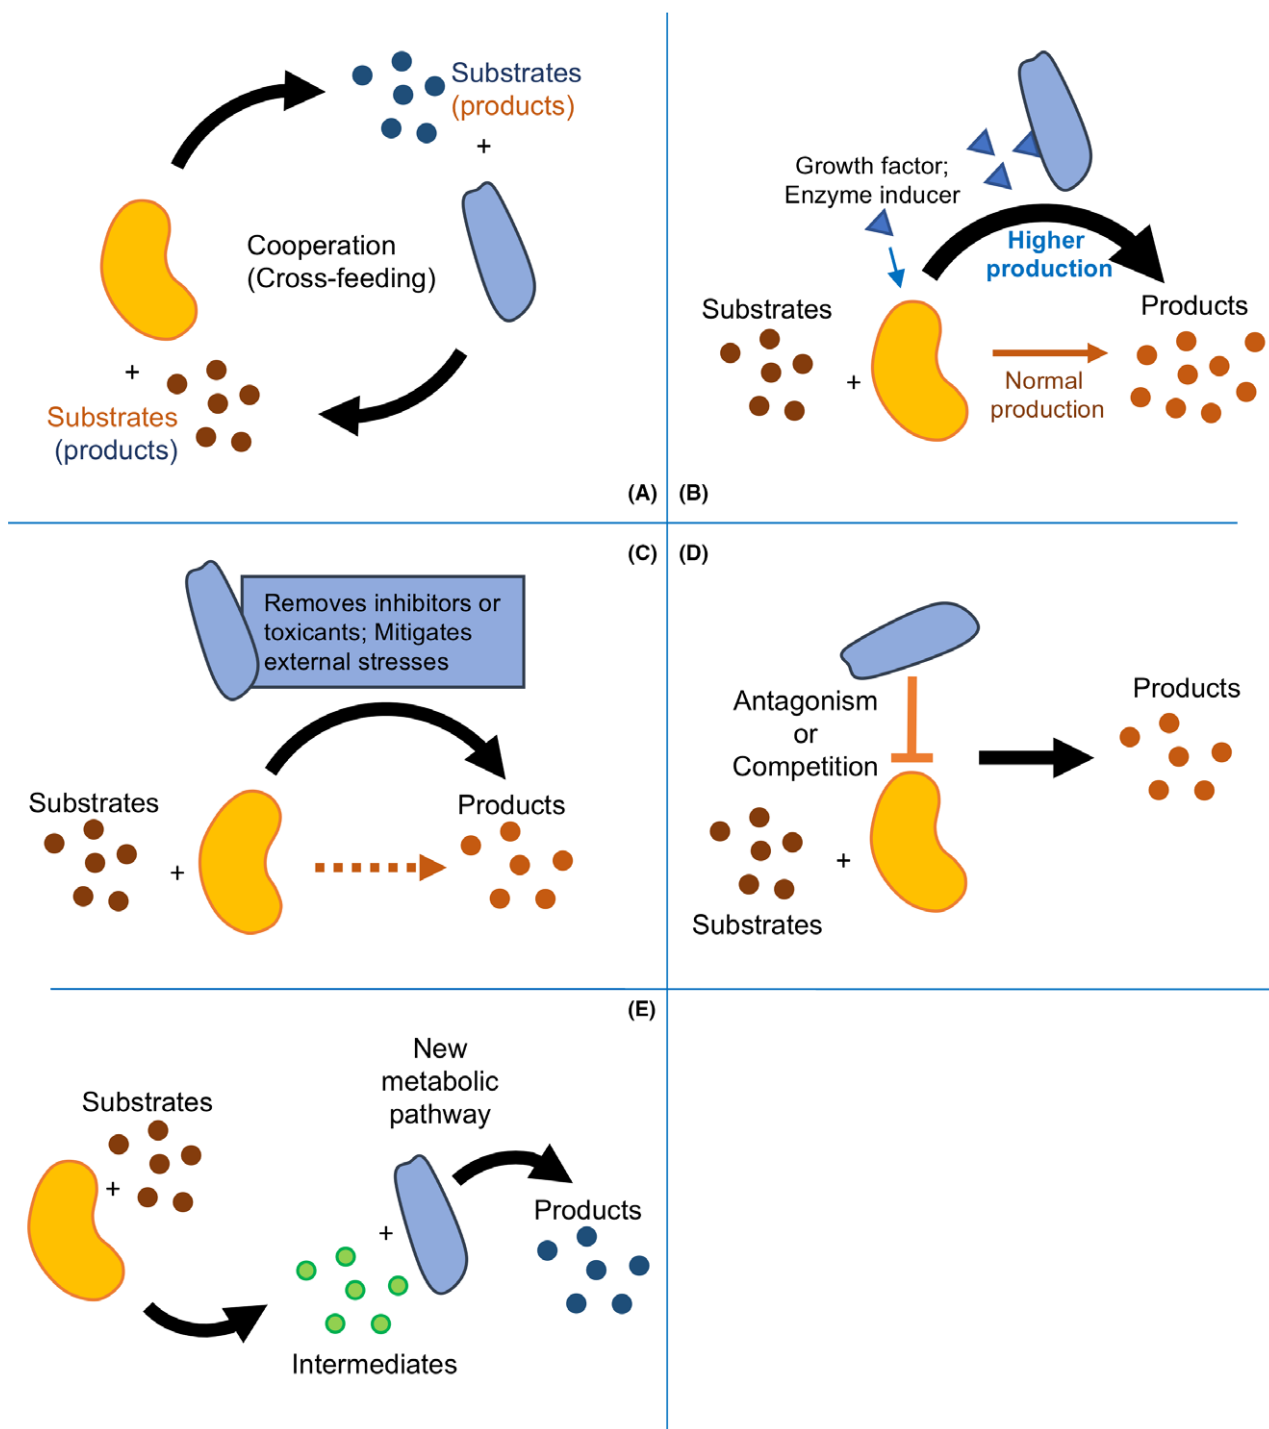 Substrates
(products)
+
Cooperation
(Cross-feeding)
+
Substrates
(products)
(A)
Growth factor;
Enzyme inducer
Higher
production
Substrates
Products
+
Normal
production
(B)
(C)
Removes inhibitors or
toxicants; Mitigates
external stresses
Substrates
Products
+
(D)
Antagonism
or
Competition
Products
+
Substrates
(E)
New
metabolic
pathway
Substrates
+
Products
+
Intermediates